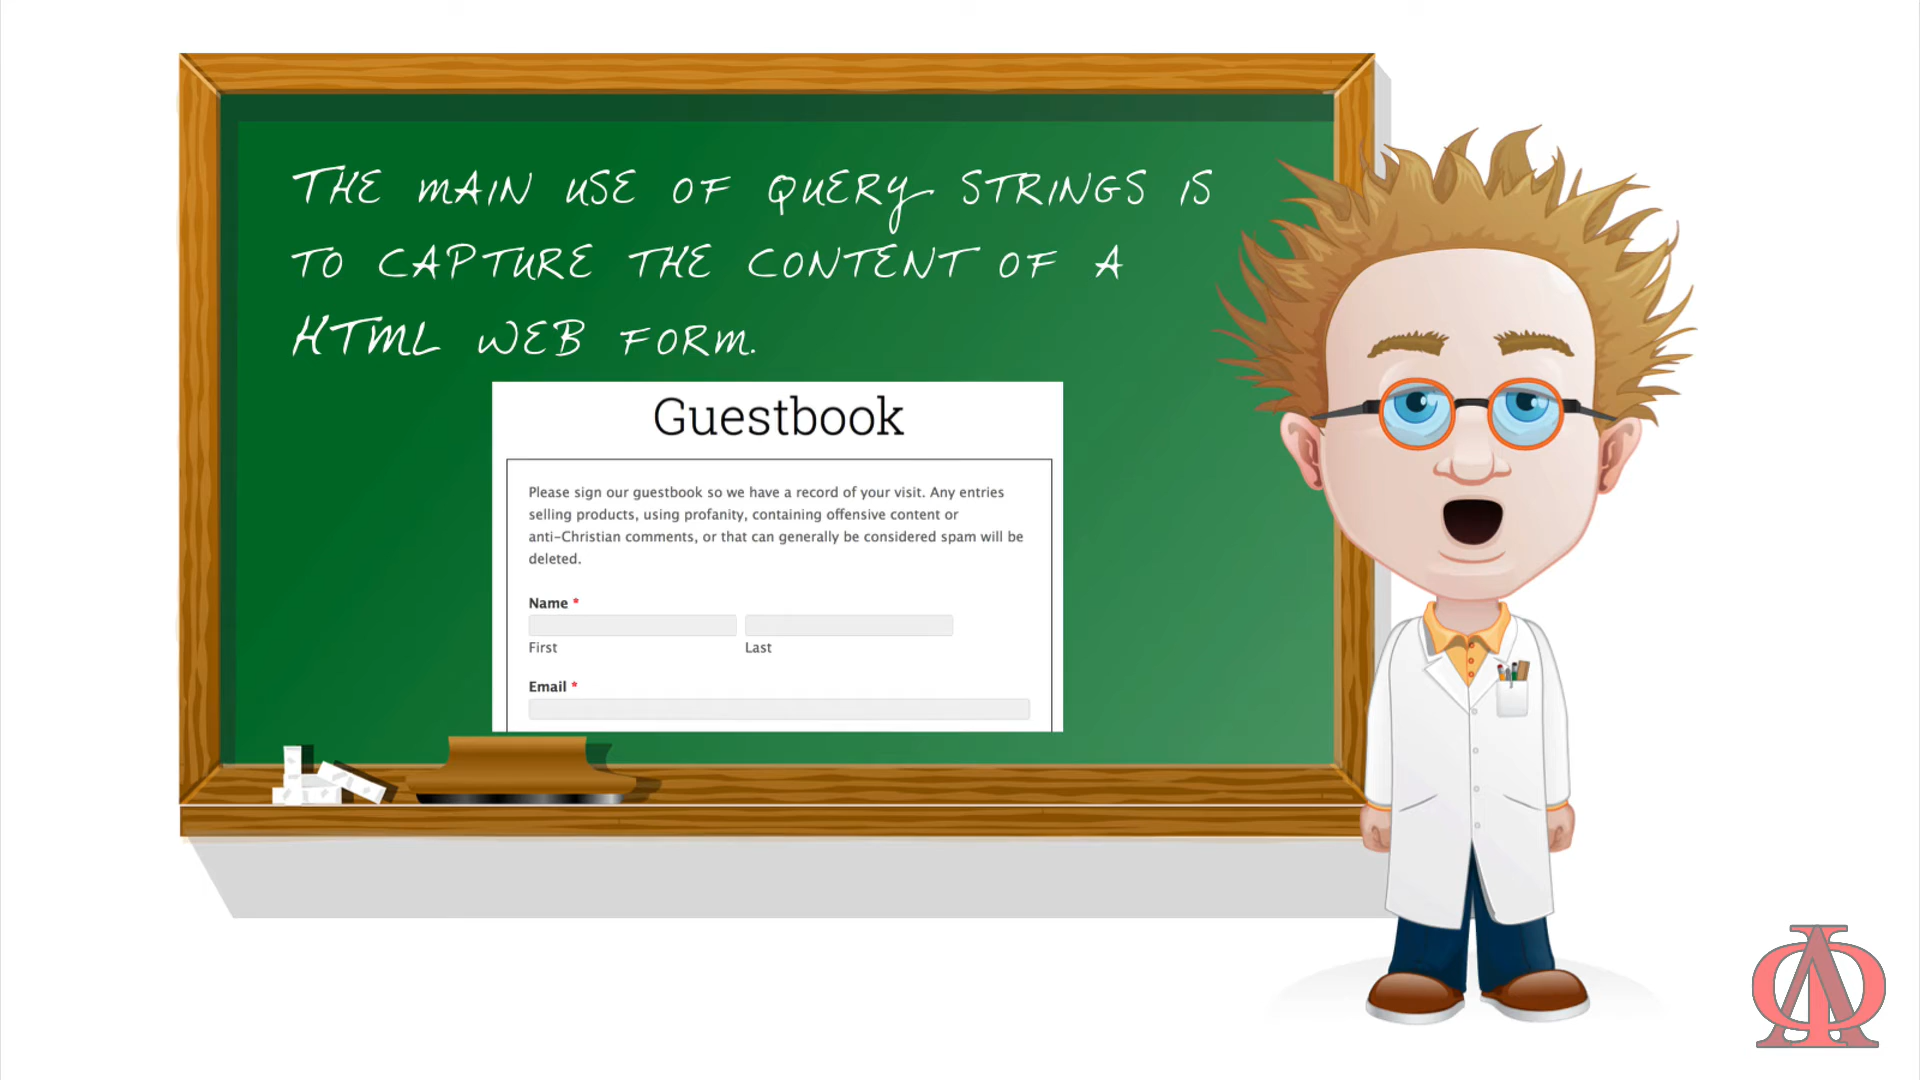 THE MAIN USE OF QUERY STRINGS IS
TO CAPTURE THE CONTENT OF A
HTML WEB FORM.
Guestbook
Please sign our guestbook so we have a record of your visit. Any entries
selling products, using profanity, containing offensive content or
anti-Christian comments, or that can generally be considered spam will be
deleted.
Name *
First Last
Email *